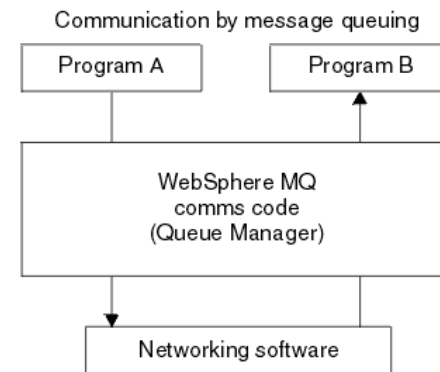 Communication by message queuing
Program A
Program B
WebSphere MQ
comms code
(Queue Manager)
Networking software